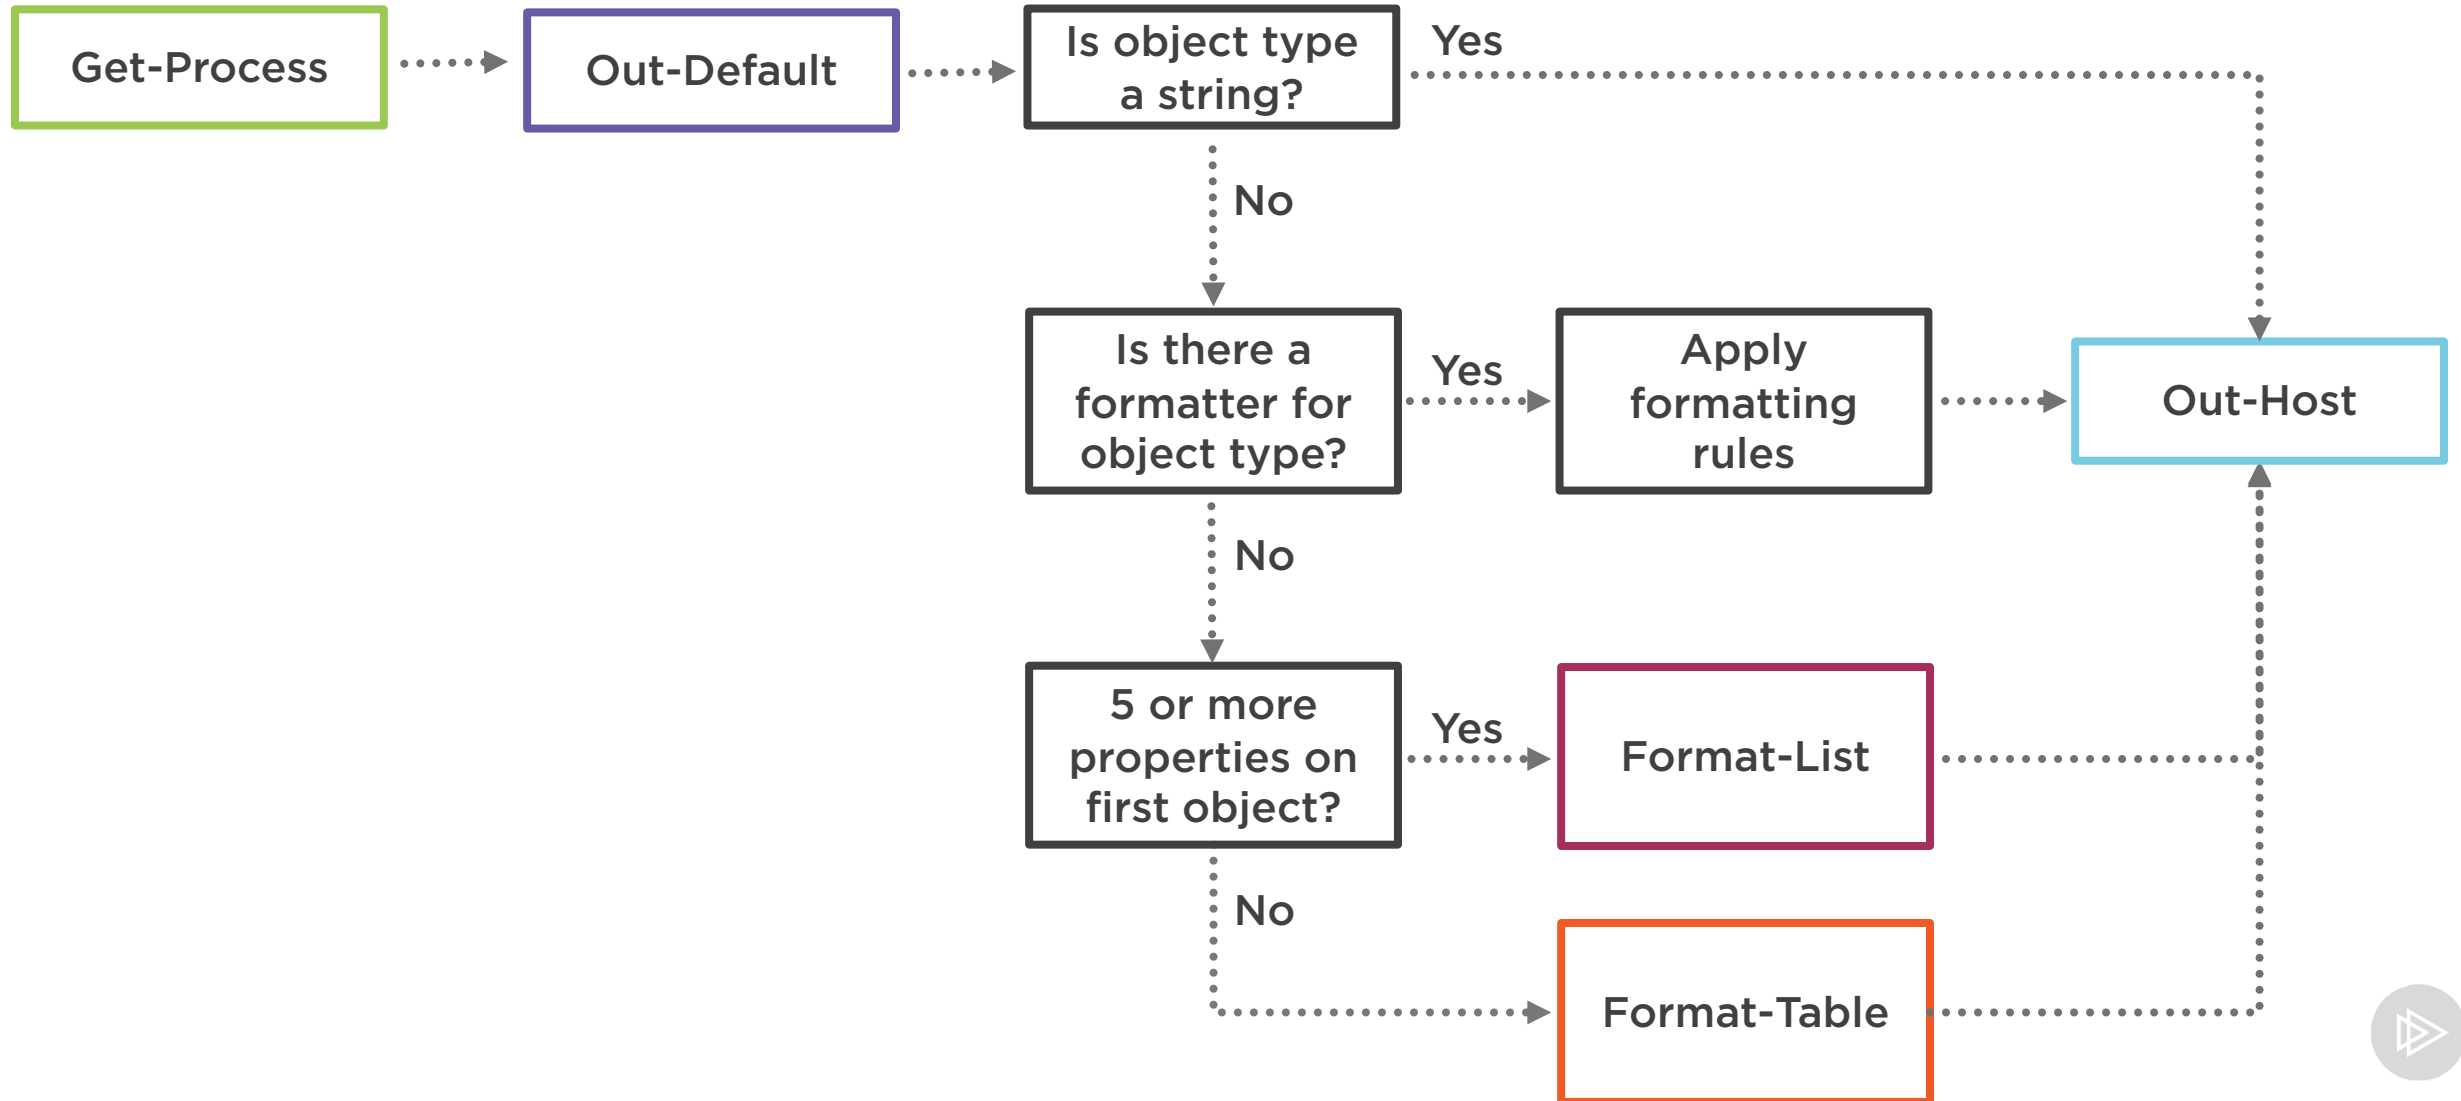 Get-Process
Out-Default
Is object type
a string?
Yes
No
Is there a
formatter for
object type?
Yes
Apply
formatting
rules
Out-Host
No
5 or more
properties on
first object?
Yes
Format-List
No
Format-Table